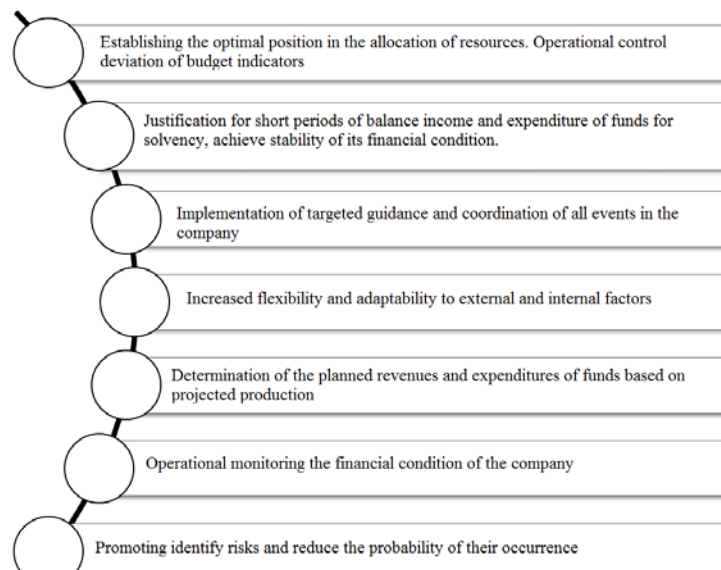 Establishing the optimal position in the allocation of resources. Operational control
deviation of budget indicators
Justification for short periods of balance income and expenditure of funds for
solvency, achieve stability of its financial condition.
Implementation of targeted guidance and coordination of all events in the
company
Increased flexibility and adaptability to external and internal factors
Determination of the planned revenues and expenditures of funds based on
projected production
Operational monitoring the financial condition of the company
Promoting identify risks and reduce the probability of their occurrence